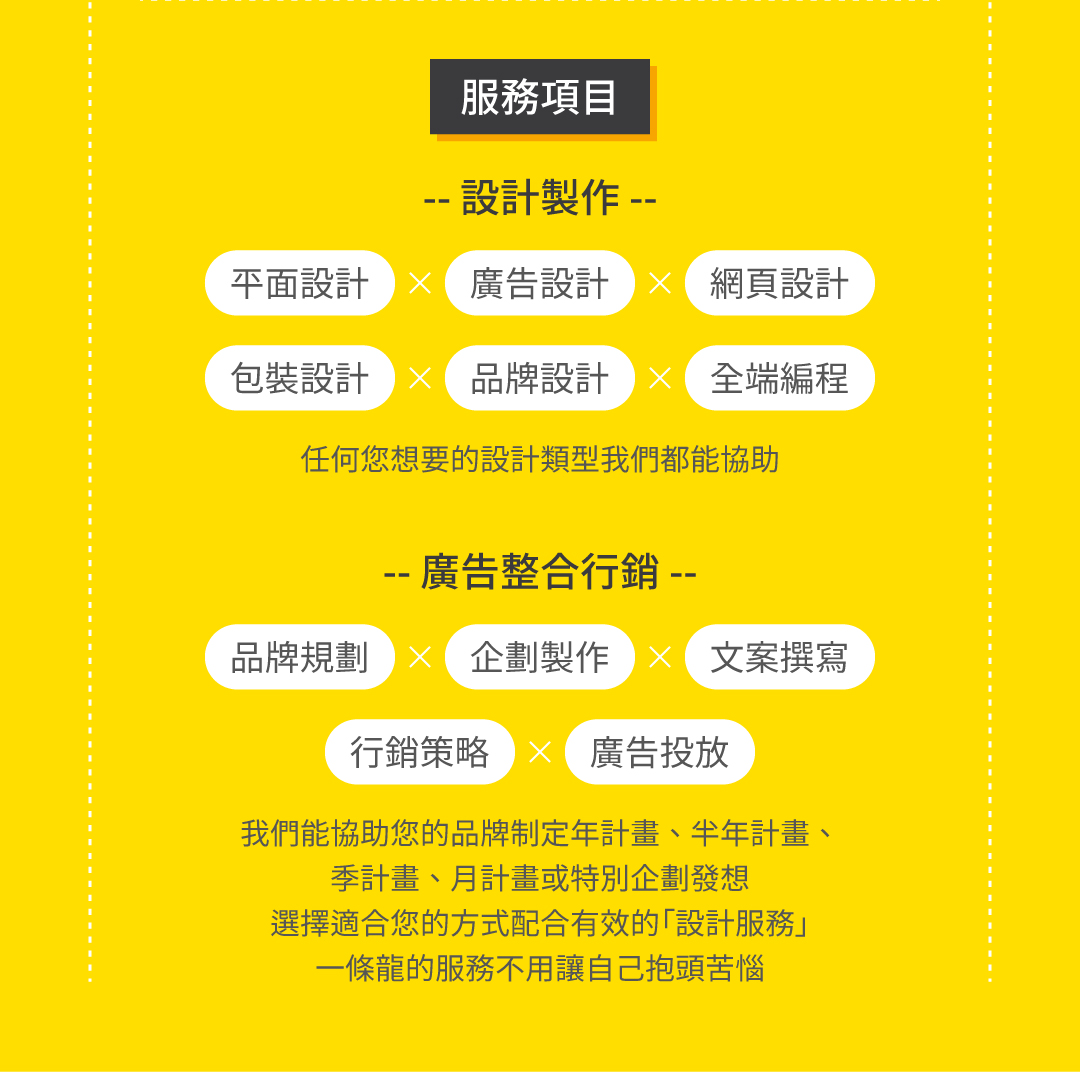 服務項目
-- 設計製作 --
平面設計 × 廣告設計 × 網頁設計
包裝設計 × 品牌設計 × 全端編程
任何您想要的設計類型我們都能協助
-- 廣告整合行銷 --
品牌規劃 × 企劃製作 × 文案撰寫
行銷策略 × 廣告投放
我們能協助您的品牌制定年計畫、半年計畫、
季計畫、月計畫或特別企劃發想
選擇適合您的方式配合有效的「設計服務」
一條龍的服務不用讓自己抱頭苦惱